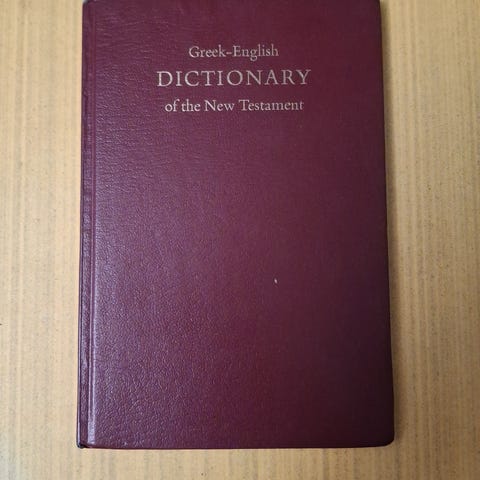 Greek-English
DICTIONARY
of the New Testament